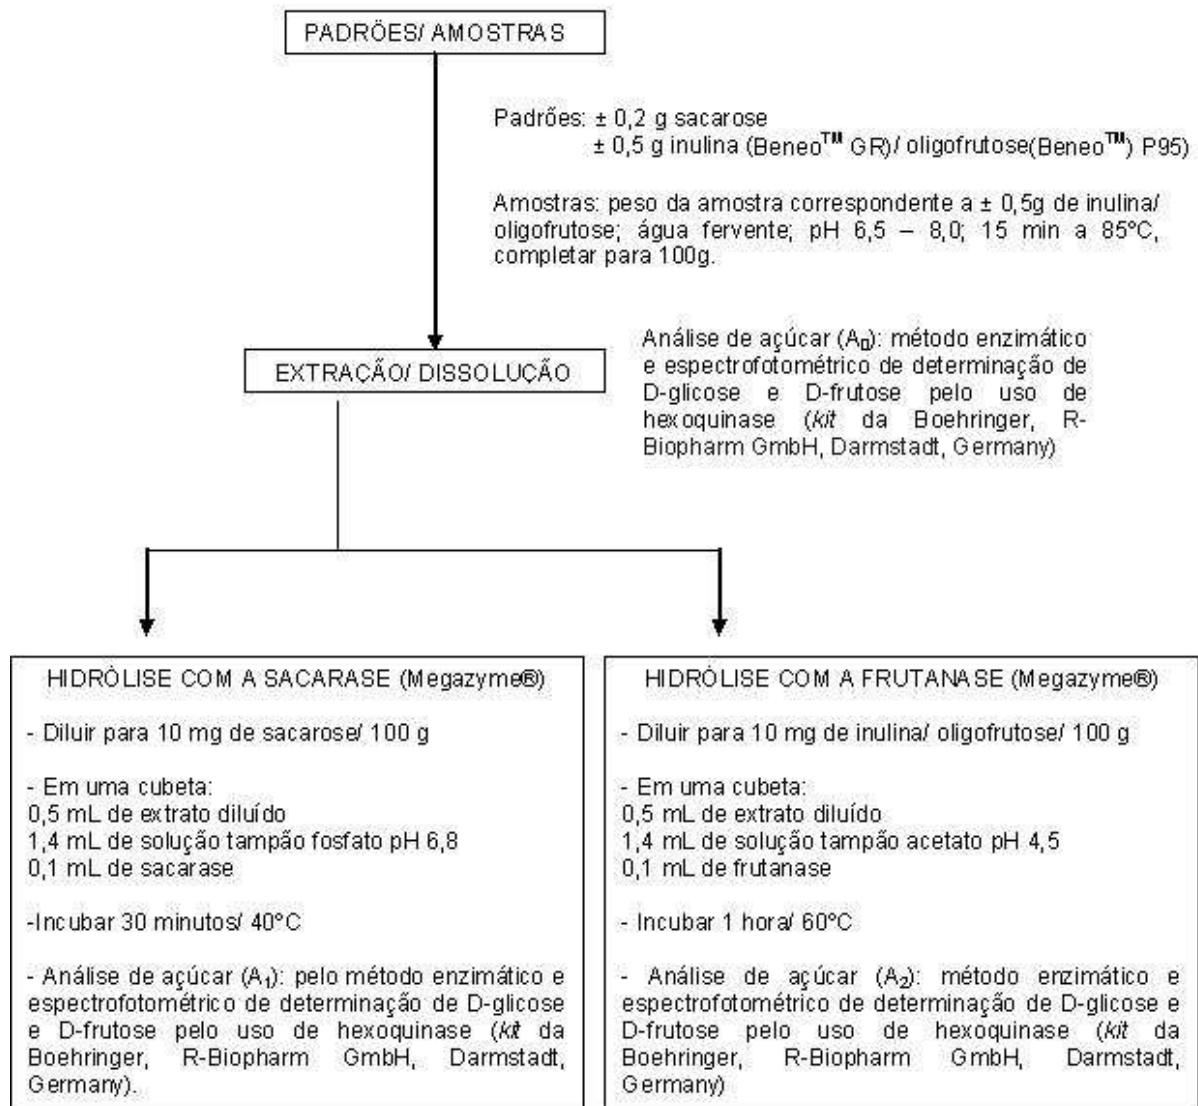 PADRÕES/ AMOSTRAS
Padrões: ± 0,2 g sacarose
± 0,5 g inulina (Beneo™ GR)/ oligofrutose(Beneo™) P95)
Amostras: peso da amostra correspondente a ± 0,5g de inulina/
oligofrutose; água fervente; pH 6,5 – 8,0; 15 min a 85°C,
completar para 100g.
EXTRAÇÃO/ DISSOLUÇÃO
Análise de açúcar (A₀): método enzimático
e espectrofotométrico de determinação de
D-glicose e D-frutose pelo uso de
hexoquinase (kit da Boehringer, R-
Biopharm GmbH, Darmstadt, Germany)
HIDRÓLISE COM A SACARASE (Megazyme®)
- Diluir para 10 mg de sacarose/ 100 g
- Em uma cubeta:
0,5 mL de extrato diluído
1,4 mL de solução tampão fosfato pH 6,8
0,1 mL de sacarase
-Incubar 30 minutos/ 40°C
- Análise de açúcar (A₁): pelo método enzimático e
espectrofotométrico de determinação de D-glicose
e D-frutose pelo uso de hexoquinase (kit da
Boehringer, R-Biopharm GmbH, Darmstadt,
Germany).
HIDRÓLISE COM A FRUTANASE (Megazyme®)
- Diluir para 10 mg de inulina/ oligofrutose/ 100 g
- Em uma cubeta:
0,5 mL de extrato diluído
1,4 mL de solução tampão acetato pH 4,5
0,1 mL de frutanase
- Incubar 1 hora/ 60°C
- Análise de açúcar (A₂): método enzimático e
espectrofotométrico de determinação de D-glicose e
D-frutose pelo uso de hexoquinase (kit da
Boehringer, R-Biopharm GmbH, Darmstadt,
Germany)